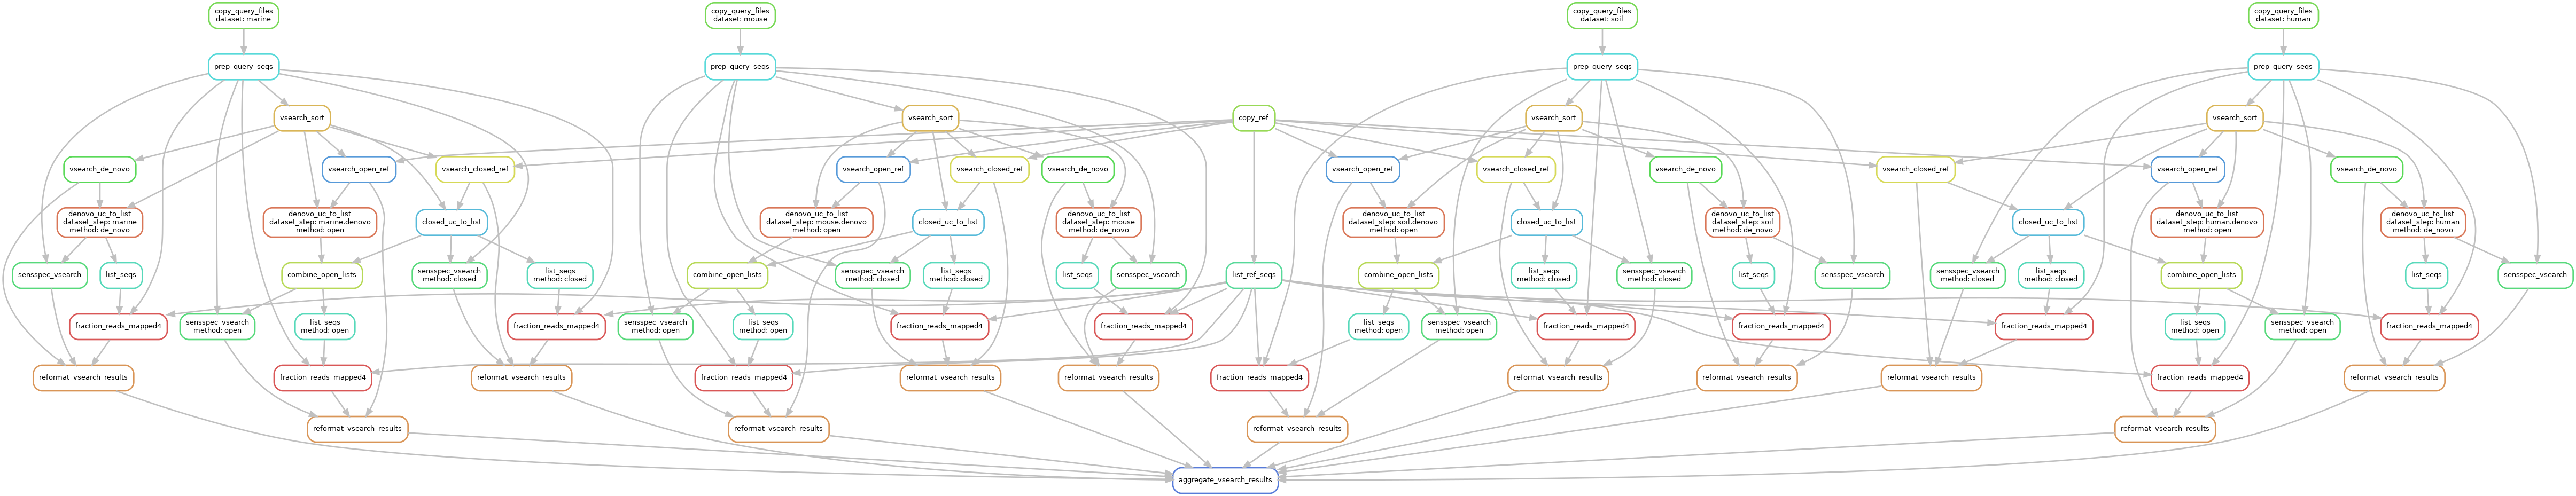 copy_query_files
dataset: marine
copy_query_files
dataset: mouse
copy_query_files
dataset: soil
copy_query_files
dataset: human
prep_query_seqs
prep_query_seqs
prep_query_seqs
prep_query_seqs
vsearch_sort
vsearch_sort
copy_ref
vsearch_sort
vsearch_sort
vsearch_de_novo
vsearch_open_ref
vsearch_closed_ref
vsearch_open_ref
vsearch_closed_ref
vsearch_de_novo
vsearch_open_ref
vsearch_closed_ref
vsearch_de_novo
vsearch_closed_ref
vsearch_open_ref
vsearch_de_novo
denovo_uc_to_list
dataset_step: marine
method: de_novo
denovo_uc_to_list
dataset_step: marine.denovo
method: open
closed_uc_to_list
denovo_uc_to_list
dataset_step: mouse.denovo
method: open
closed_uc_to_list
denovo_uc_to_list
dataset_step: mouse
method: de_novo
denovo_uc_to_list
dataset_step: soil.denovo
method: open
closed_uc_to_list
denovo_uc_to_list
dataset_step: soil
method: de_novo
closed_uc_to_list
denovo_uc_to_list
dataset_step: human.denovo
method: open
denovo_uc_to_list
dataset_step: human
method: de_novo
sensspec_vsearch
list_seqs
combine_open_lists
sensspec_vsearch
method: closed
list_seqs
method: closed
combine_open_lists
sensspec_vsearch
method: closed
list_seqs
method: closed
list_seqs
sensspec_vsearch
list_ref_seqs
combine_open_lists
list_seqs
method: closed
sensspec_vsearch
method: closed
list_seqs
sensspec_vsearch
sensspec_vsearch
method: closed
list_seqs
method: closed
combine_open_lists
list_seqs
sensspec_vsearch
fraction_reads_mapped4
sensspec_vsearch
method: open
list_seqs
method: open
fraction_reads_mapped4
sensspec_vsearch
method: open
list_seqs
method: open
fraction_reads_mapped4
fraction_reads_mapped4
list_seqs
method: open
sensspec_vsearch
method: open
fraction_reads_mapped4
fraction_reads_mapped4
fraction_reads_mapped4
list_seqs
method: open
sensspec_vsearch
method: open
fraction_reads_mapped4
reformat_vsearch_results
fraction_reads_mapped4
reformat_vsearch_results
fraction_reads_mapped4
reformat_vsearch_results
reformat_vsearch_results
fraction_reads_mapped4
reformat_vsearch_results
reformat_vsearch_results
reformat_vsearch_results
fraction_reads_mapped4
reformat_vsearch_results
reformat_vsearch_results
reformat_vsearch_results
reformat_vsearch_results
reformat_vsearch_results
aggregate_vsearch_results